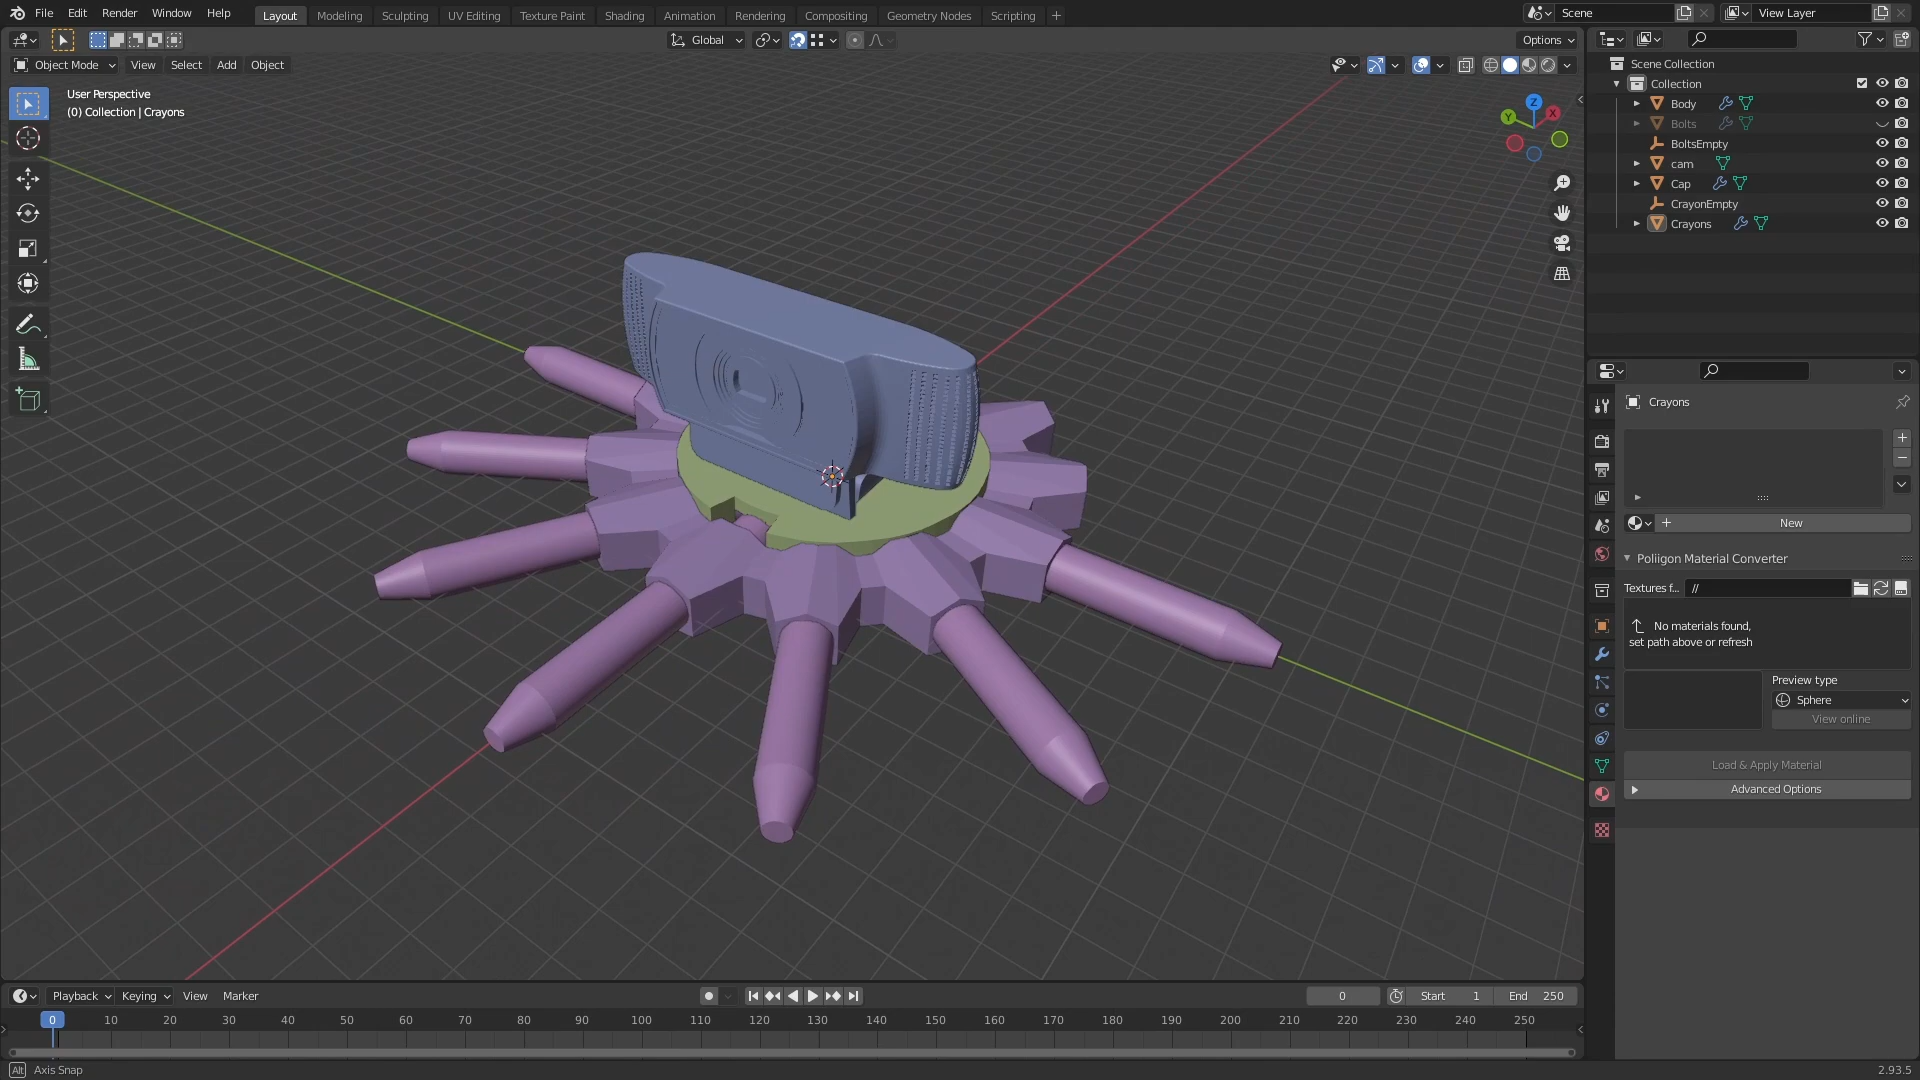 File Edit Render Window Help Layout Modeling Sculpting UV Editing Texture Paint Shading Animation Rendering Compositing Geometry Nodes Scripting + Scene View Layer
Global Options
Object Mode View Select Add Object
User Perspective
(0) Collection | Crayons
Z
Y X
Scene Collection
Collection
Body
Bolts
BoltsEmpty
cam
Cap
CrayonEmpty
Crayons
Crayons
New
Poliigon Material Converter
Textures f... //
No materials found,
set path above or refresh
Preview type
Sphere
View online
Load & Apply Material
Advanced Options
Playback Keying View Marker 0 Start 1 End 250
0 10 20 30 40 50 60 70 80 90 100 110 120 130 140 150 160 170 180 190 200 210 220 230 240 250
Alt Axis Snap 2.93.5